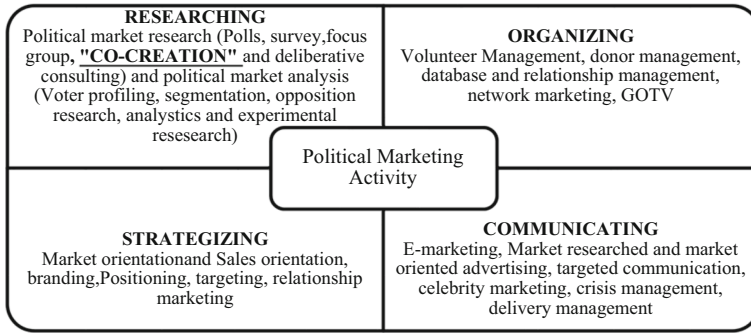 RESEARCHING
Political market research (Polls, survey,focus
group, "CO-CREATION" and deliberative
consulting) and political market analysis
(Voter profiling, segmentation, opposition
research, analytics and experimental
resesearch)
ORGANIZING
Volunteer Management, donor management,
database and relationship management,
network marketing, GOTV
Political Marketing
Activity
STRATEGIZING
Market orientationand Sales orientation,
branding,Positioning, targeting, relationship
marketing
COMMUNICATING
E-marketing, Market researched and market
oriented advertising, targeted communication,
celebrity marketing, crisis management,
delivery management